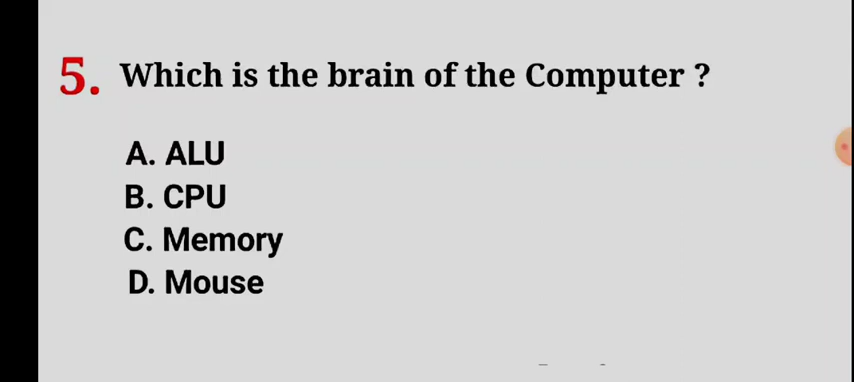 5. Which is the brain of the Computer ?
A. ALU
B. CPU
C. Memory
D. Mouse